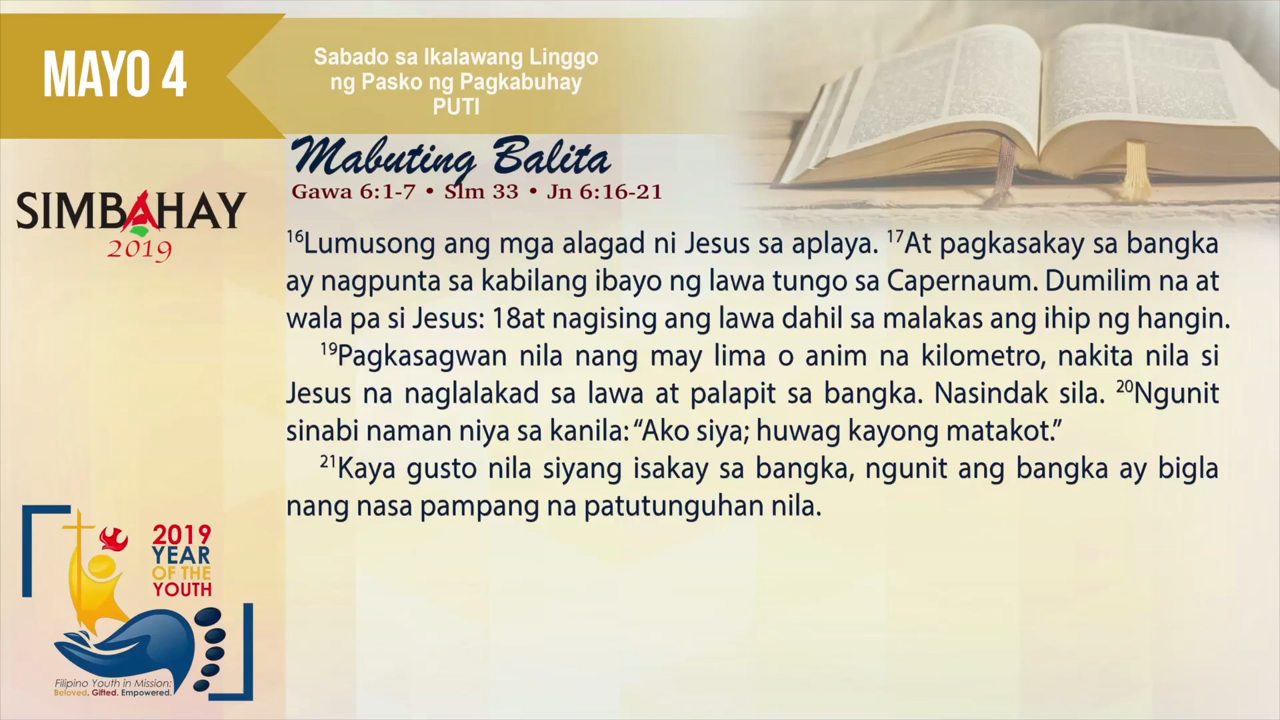 MAYO 4
Sabado sa Ikalawang Linggo
ng Pasko ng Pagkabuhay
PUTI
Mabuting Balita
Gawa 6:1-7 • Slm 33 • Jn 6:16-21
SIMBAHAY
2019
¹⁶Lumusong ang mga alagad ni Jesus sa aplaya. ¹⁷At pagkasakay sa bangka
ay nagpunta sa kabilang ibayo ng lawa tungo sa Capernaum. Dumilim na at
wala pa si Jesus: 18at nagising ang lawa dahil sa malakas ang ihip ng hangin.
¹⁹Pagkasagwan nila nang may lima o anim na kilometro, nakita nila si
Jesus na naglalakad sa lawa at palapit sa bangka. Nasindak sila. ²⁰Ngunit
sinabi naman niya sa kanila: “Ako siya; huwag kayong matakot.”
²¹Kaya gusto nila siyang isakay sa bangka, ngunit ang bangka ay bigla
nang nasa pampang na patutunguhan nila.
2019
YEAR
OF THE
YOUTH
Filipino Youth in Mission:
Beloved. Gifted. Empowered.